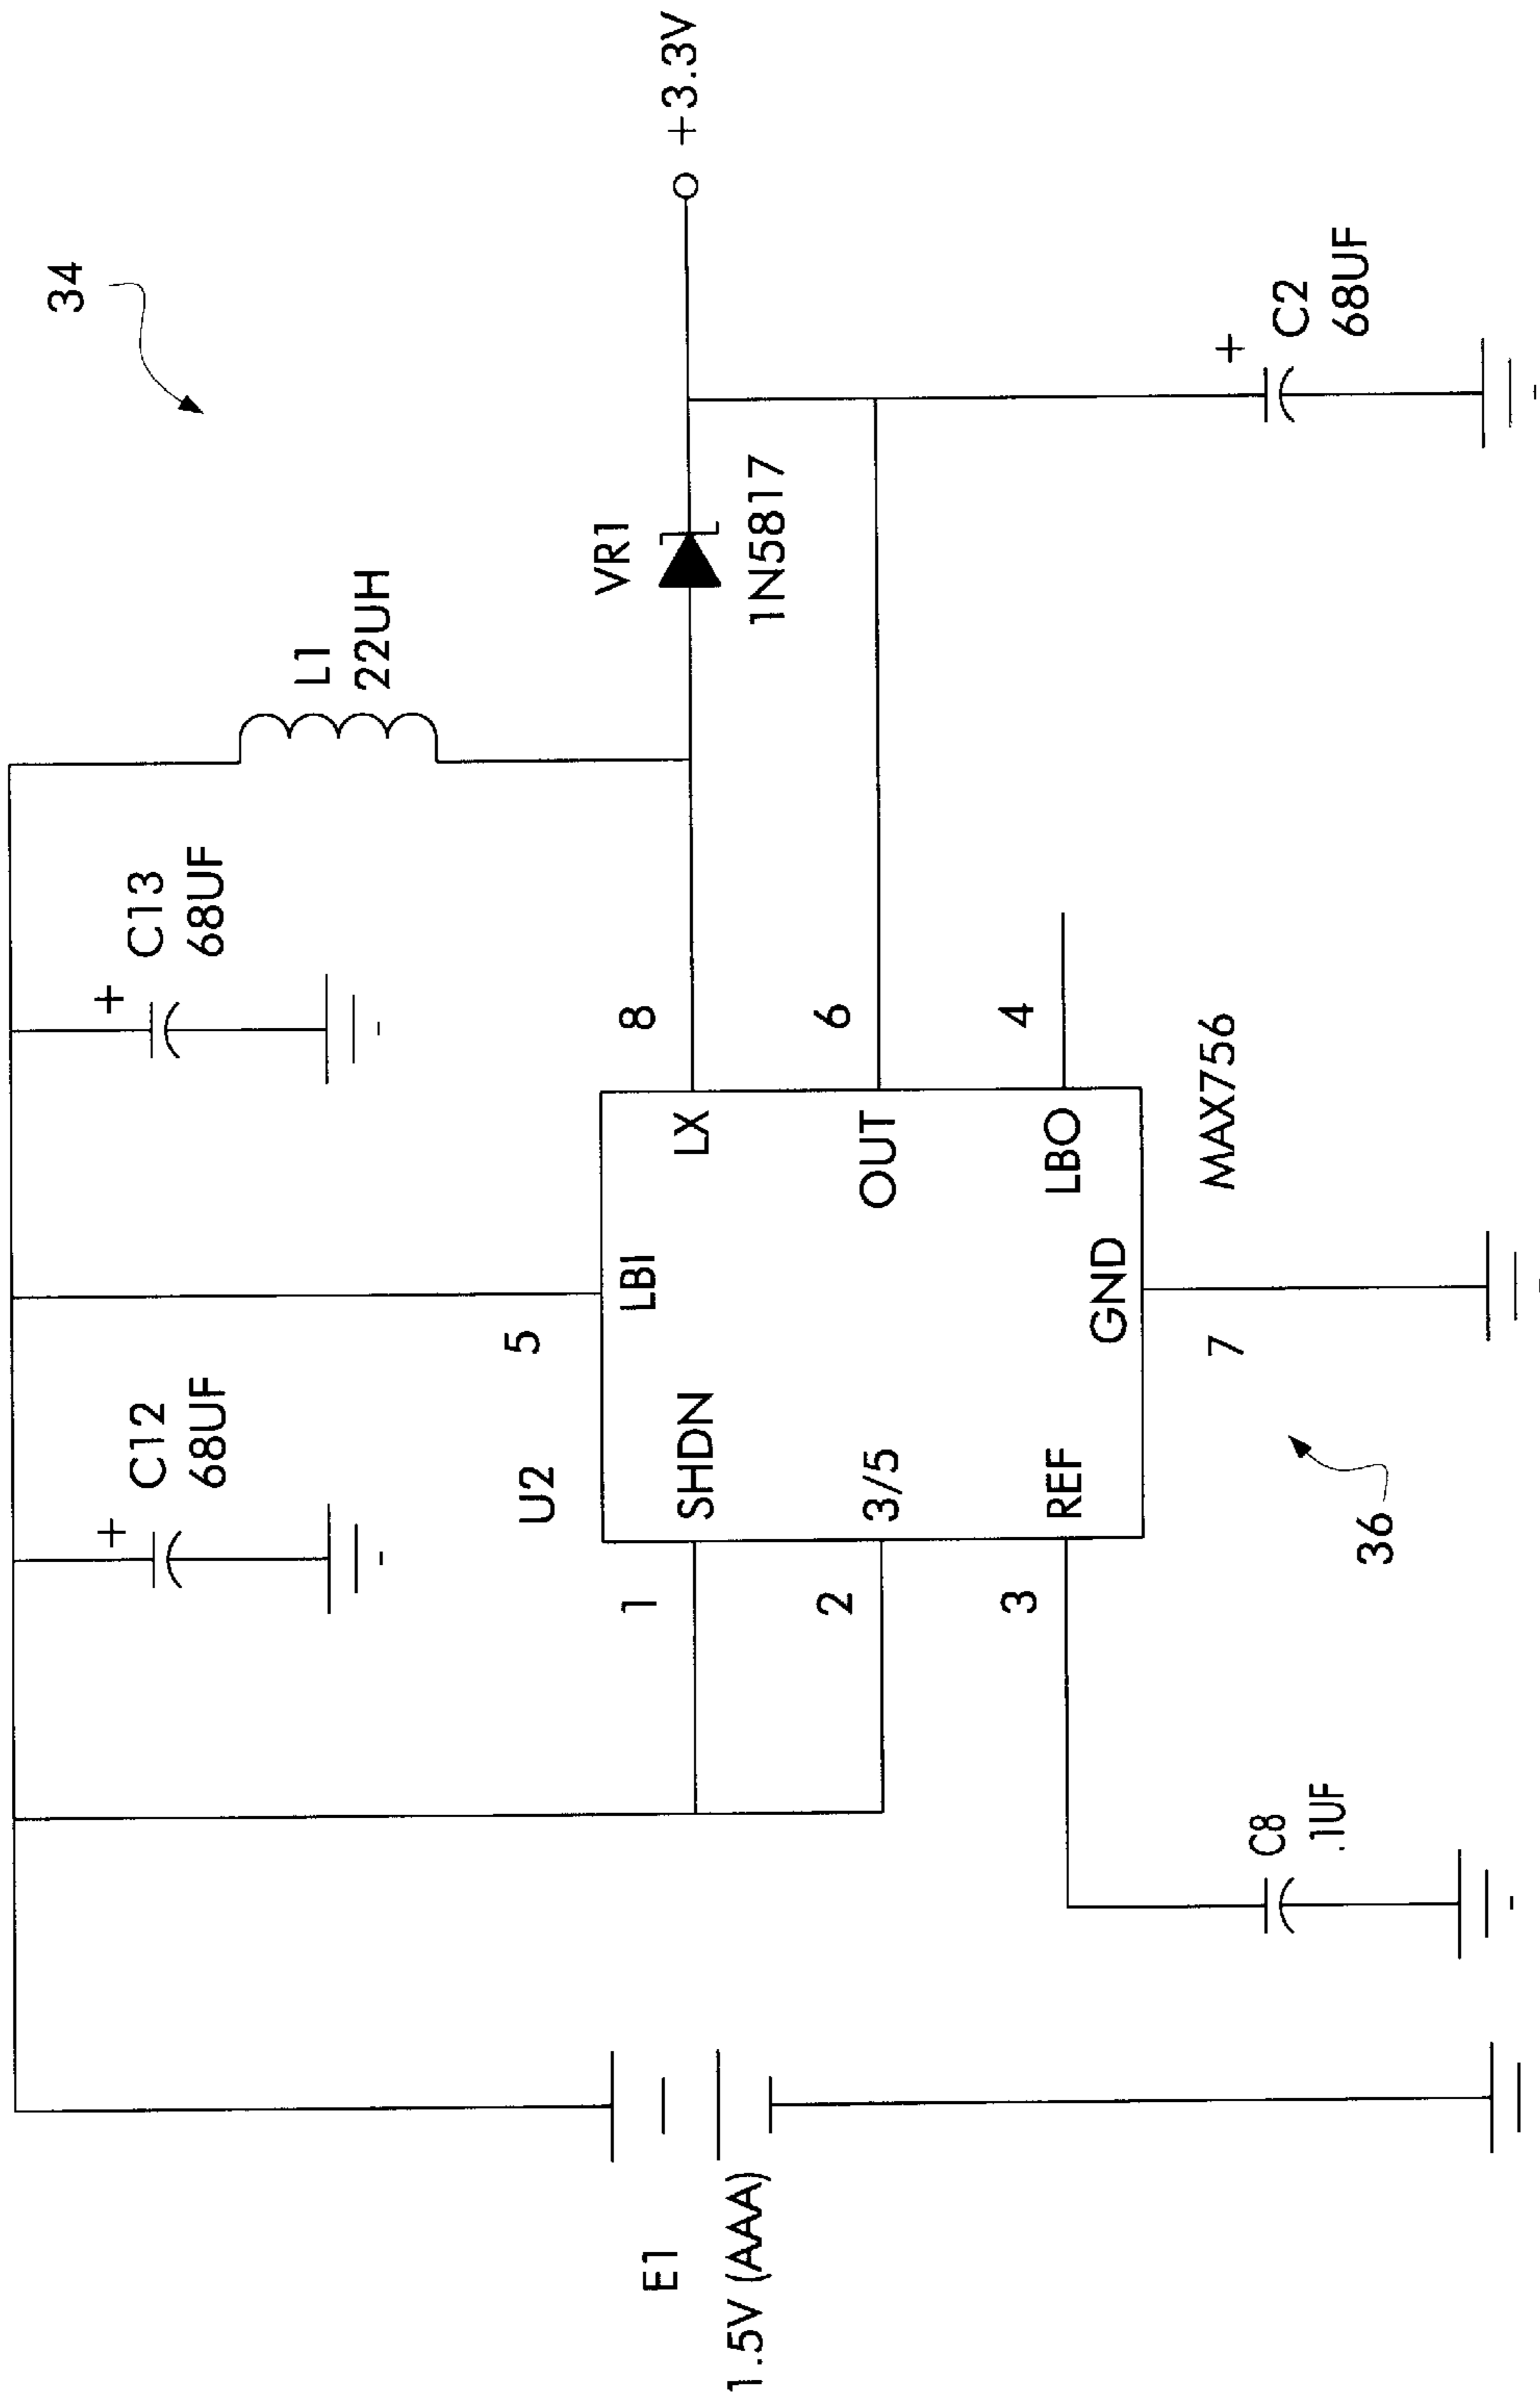 34
C12
68UF
C13
68UF
L1
22UH
+
+
E1
1.5V (AAA)
U2
5
LBI
1
SHDN
LX
8
VR1
1N5817
+3.3V
2
3/5
OUT
6
3
REF
LBO
4
GND
7
MAX756
36
C8
.1UF
+
C2
68UF